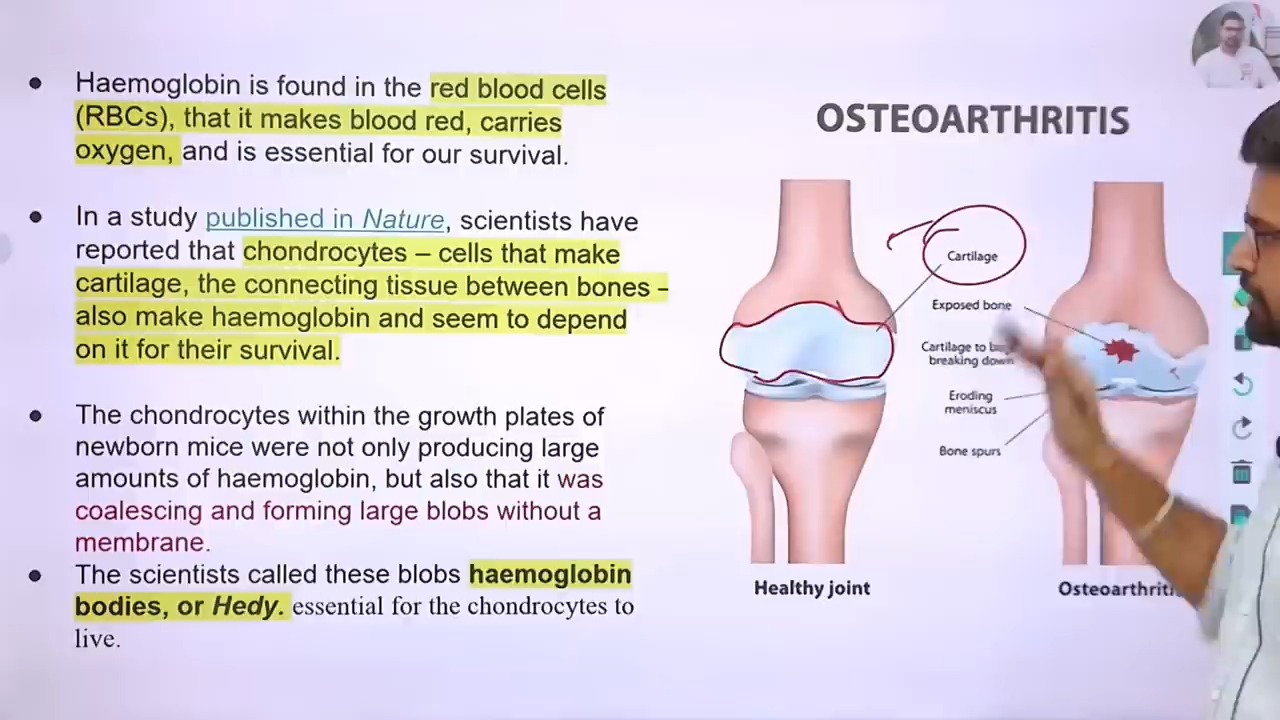 ● Haemoglobin is found in the red blood cells
(RBCs), that it makes blood red, carries
oxygen, and is essential for our survival.
● In a study published in Nature, scientists have
reported that chondrocytes – cells that make
cartilage, the connecting tissue between bones –
also make haemoglobin and seem to depend
on it for their survival.
● The chondrocytes within the growth plates of
newborn mice were not only producing large
amounts of haemoglobin, but also that it was
coalescing and forming large blobs without a
membrane.
● The scientists called these blobs haemoglobin
bodies, or Hedy. essential for the chondrocytes to
live.
OSTEOARTHRITIS
Cartilage
Exposed bone
Cartilage to
breaking down
Eroding
meniscus
Bone spurs
Healthy joint